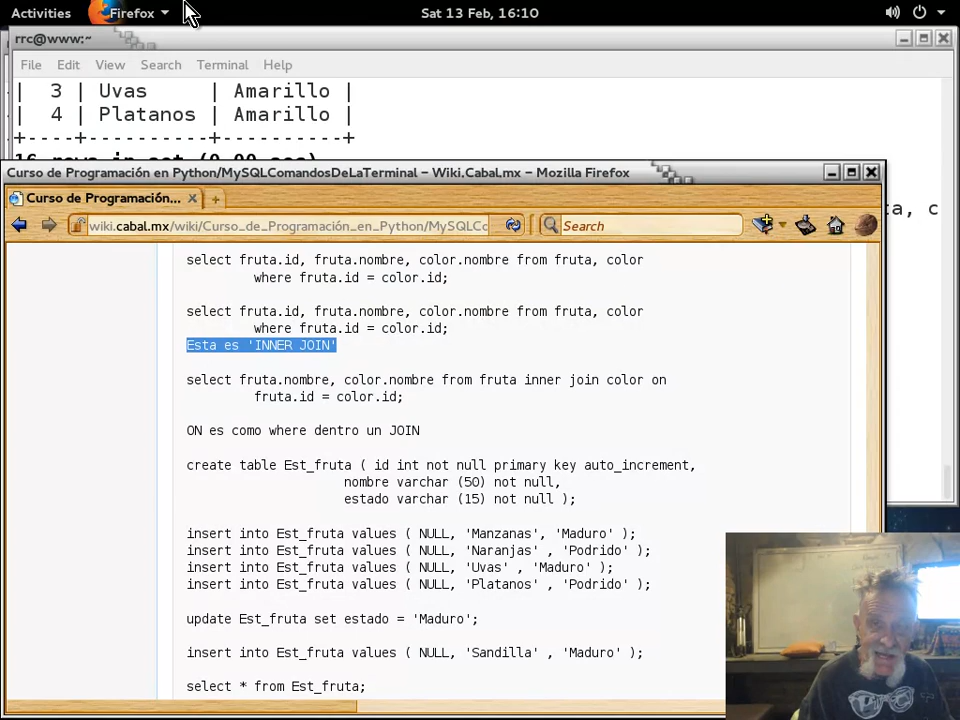 Activities Firefox Sat 13 Feb, 16:10
rrc@www:~
File Edit View Search Terminal Help
| 3 | Uvas | Amarillo |
| 4 | Platanos | Amarillo |
+----+----------+----------+
16 rows in set (0.00 sec)
ta, c
Curso de Programación en Python/MySQLComandosDeLaTerminal – Wiki.Cabal.mx – Mozilla Firefox
Curso de Programación...
wiki.cabal.mx/wiki/Curso_de_Programación_en_Python/MySQLCo
Search
select fruta.id, fruta.nombre, color.nombre from fruta, color
where fruta.id = color.id;
select fruta.id, fruta.nombre, color.nombre from fruta, color
where fruta.id = color.id;
Esta es 'INNER JOIN'
select fruta.nombre, color.nombre from fruta inner join color on
fruta.id = color.id;
ON es como where dentro un JOIN
create table Est_fruta ( id int not null primary key auto_increment,
nombre varchar (50) not null,
estado varchar (15) not null );
insert into Est_fruta values ( NULL, 'Manzanas', 'Maduro' );
insert into Est_fruta values ( NULL, 'Naranjas' , 'Podrido' );
insert into Est_fruta values ( NULL, 'Uvas' , 'Maduro' );
insert into Est_fruta values ( NULL, 'Platanos' , 'Podrido' );
update Est_fruta set estado = 'Maduro';
insert into Est_fruta values ( NULL, 'Sandilla' , 'Maduro' );
select * from Est_fruta;